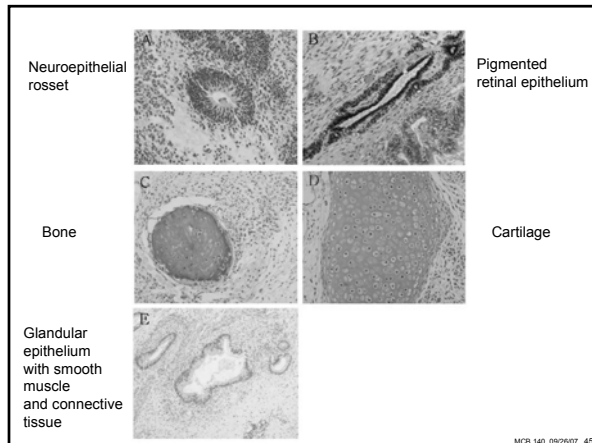 A
B
Neuroepithelial
rosset
Pigmented
retinal epithelium
C
D
Bone
Cartilage
E
Glandular
epithelium
with smooth
muscle
and connective
tissue
MCB 140 09/26/07 45